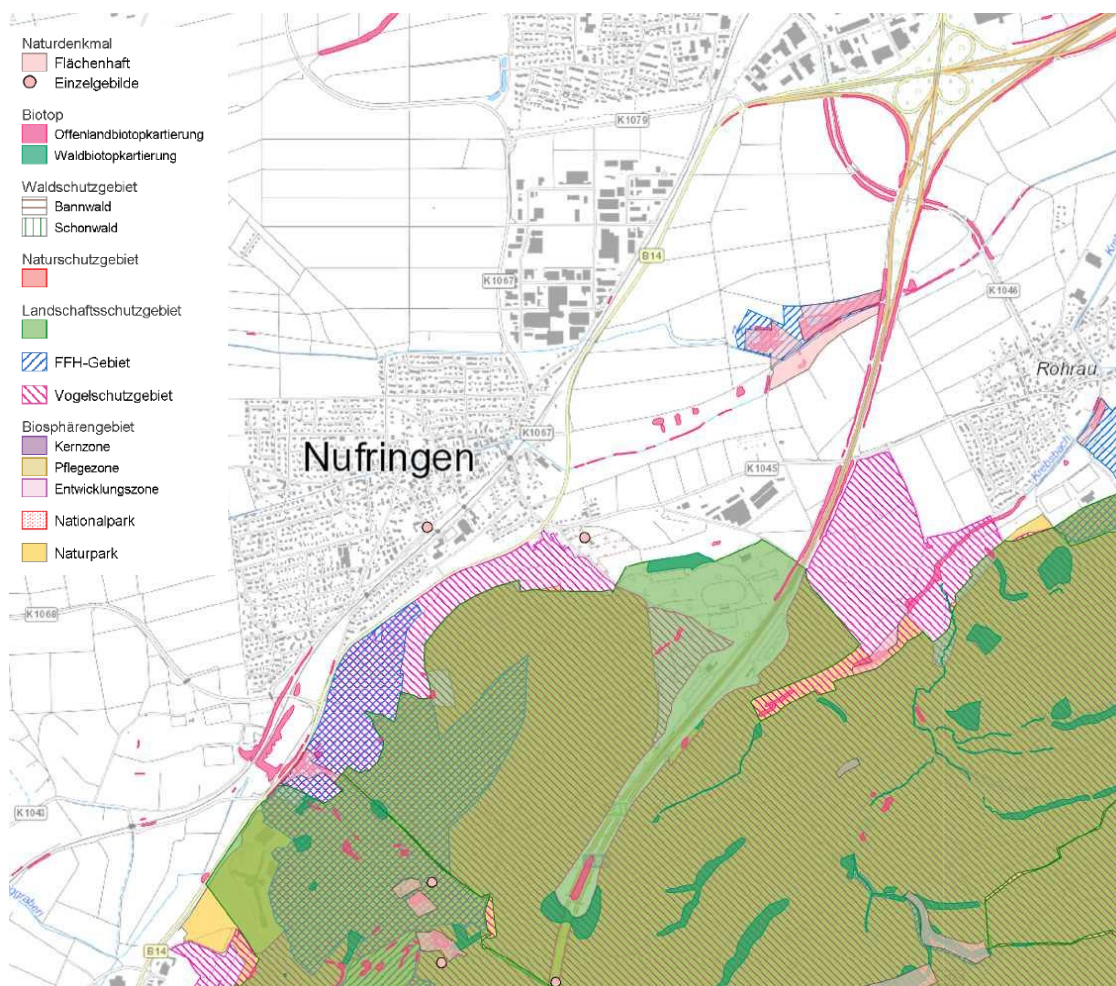 Naturdenkmal
Flächenhaft
Einzelgebilde
Biotop
Offenlandbiotopkartierung
Waldbiotopkartierung
Waldschutzgebiet
Bannwald
Schonwald
Naturschutzgebiet
Landschaftsschutzgebiet
FFH-Gebiet
Vogelschutzgebiet
Biosphärengebiet
Kernzone
Pflegezone
Entwicklungszone
Nationalpark
Naturpark
K1079
B14
K1067
K1046
Rohrau
K1067
Nufringen
K1045
Krebsbach
K1068
B14